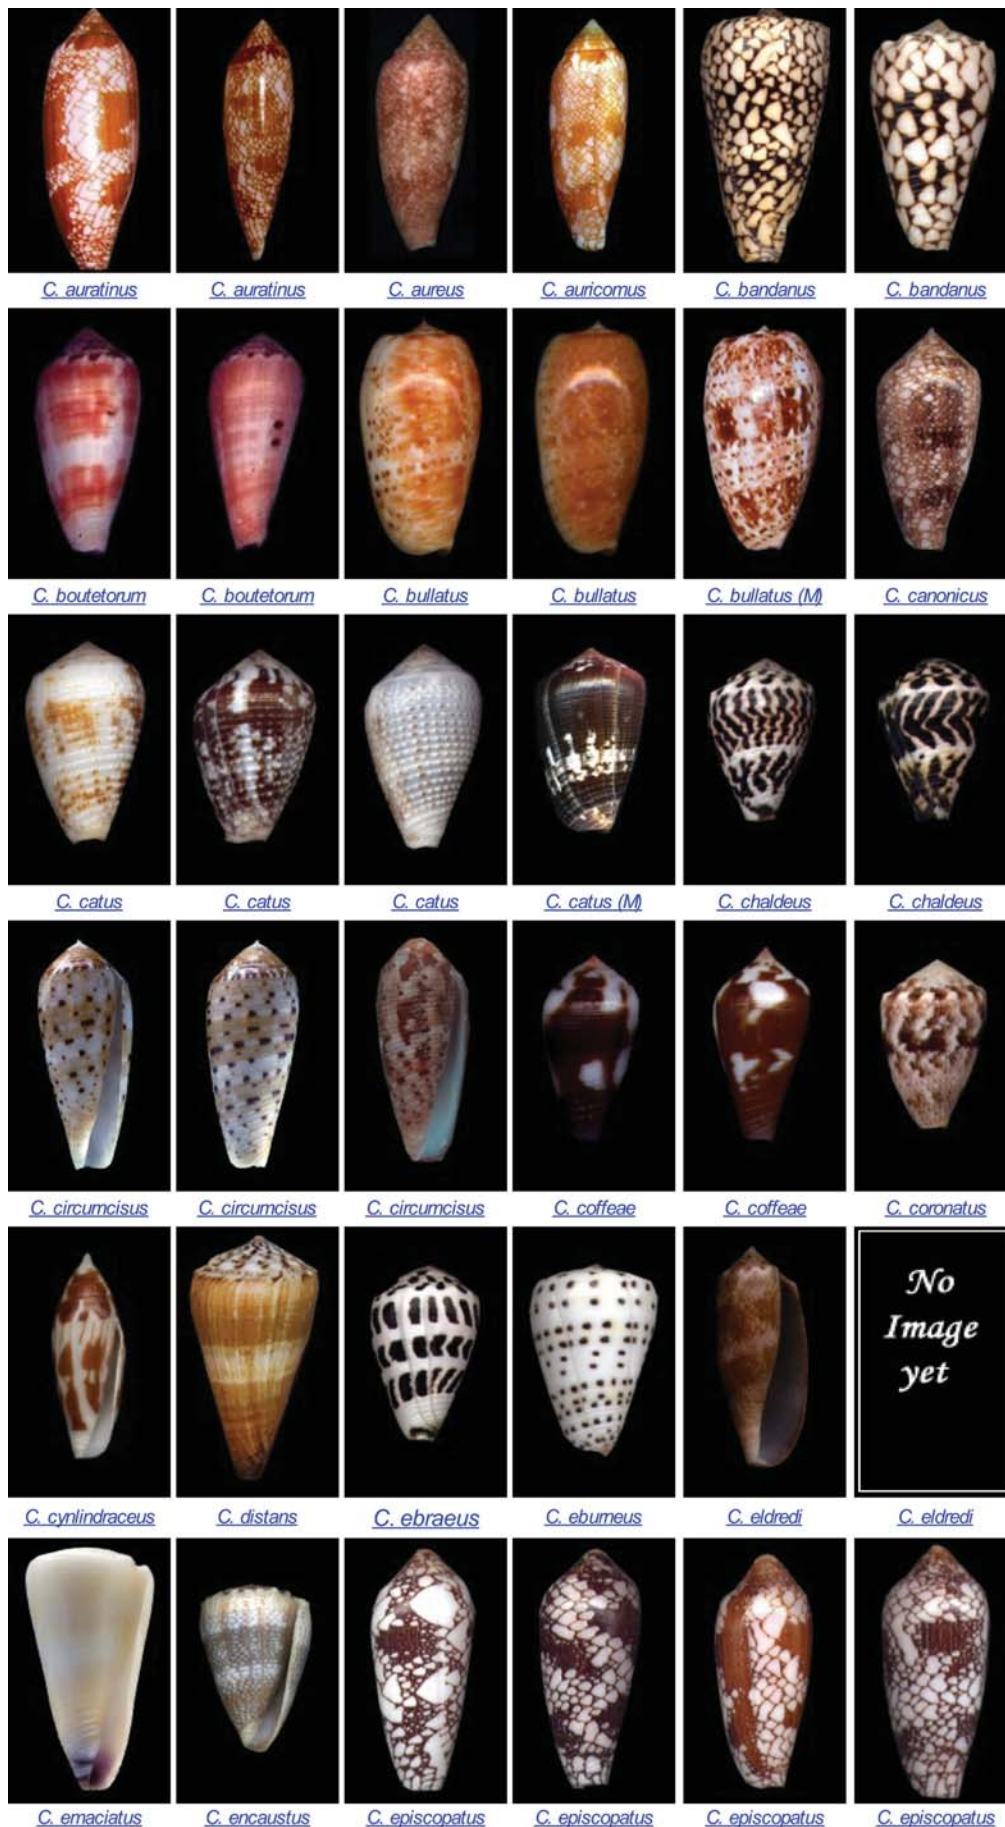 C. auratinus C. auratinus C. aureus C. auricomus C. bandanus C. bandanus
C. boutetorum C. boutetorum C. bullatus C. bullatus C. bullatus (M) C. canonicus
C. catus C. catus C. catus C. catus (M) C. chaldeus C. chaldeus
C. circumcisus C. circumcisus C. circumcisus C. coffeae C. coffeae C. coronatus
No
Image
yet
C. cynlindraceus C. distans C. ebraeus C. eburneus C. eldredi C. eldredi
C. emaciatus C. encaustus C. episcopatus C. episcopatus C. episcopatus C. episcopatus